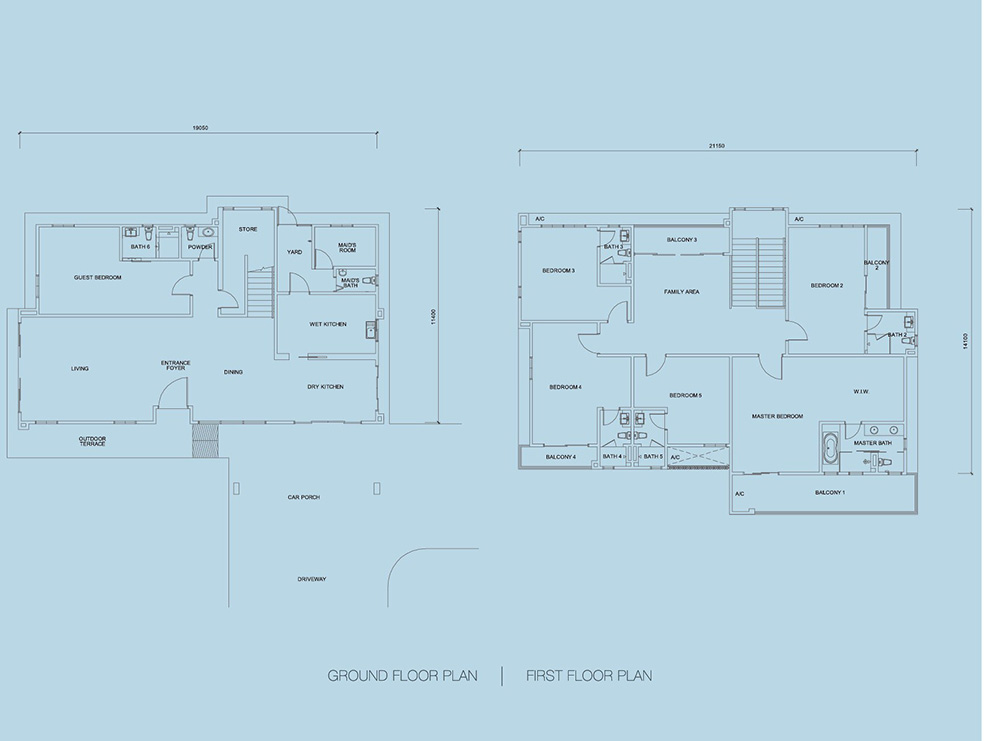 19050
STORE
BATH 6
POWDER
YARD
MAID'S
ROOM
GUEST BEDROOM
MAID'S
BATH
11400
WET KITCHEN
LIVING
ENTRANCE
FOYER
DINING
DRY KITCHEN
OUTDOOR
TERRACE
CAR PORCH
DRIVEWAY
21150
A/C
A/C
BATH 3
BALCONY 3
BEDROOM 3
BALCONY
2
FAMILY AREA
BEDROOM 2
BATH 2
14100
BEDROOM 4
BEDROOM 5
W.I.W
MASTER BEDROOM
MASTER BATH
BALCONY 4
BATH 4
BATH 5
A/C
A/C
BALCONY 1
GROUND FLOOR PLAN | FIRST FLOOR PLAN